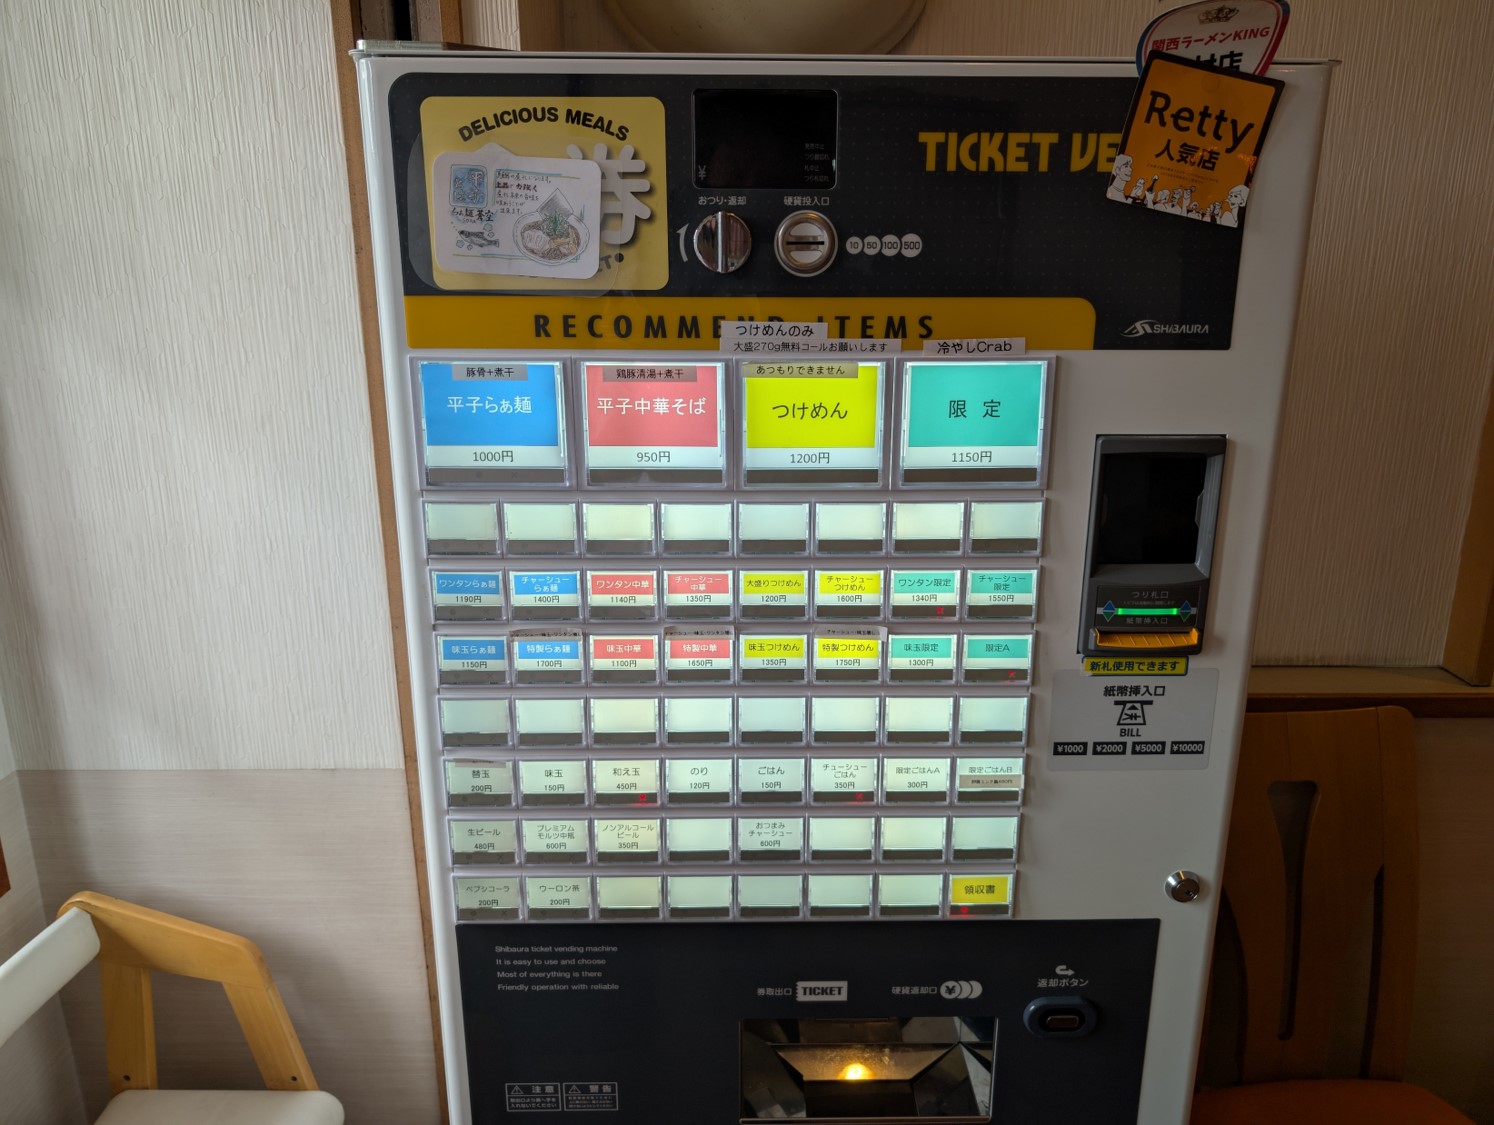 関西ラーメンKING
DELICIOUS MEALS
券
Retty
人気店
TICKET VE
¥
おつり・返却
硬貨投入口
10 50 100 500
RECOMMEND ITEMS
SHIBAURA
つけめんのみ
大盛270g無料コールお願いします
冷やしCrab
豚骨+煮干
平子らぁ麺
1000円
鶏豚清湯+煮干
平子中華そば
950円
あつもりできません
つけめん
1200円
限 定
1150円
ワンタンらぁ麺
1190円
チャーシュー
らぁ麺
1400円
ワンタン中華
1140円
チャーシュー
中華
1350円
大盛りつけめん
1200円
チャーシュー
つけめん
1600円
ワンタン限定
1340円
チャーシュー
限定
1550円
味玉らぁ麺
1150円
特製らぁ麺
1700円
味玉中華
1100円
特製中華
1650円
味玉つけめん
1350円
特製つけめん
1750円
味玉限定
1300円
限定A
替玉
200円
味玉
150円
和え玉
450円
のり
120円
ごはん
150円
チューシュー
ごはん
350円
限定ごはんA
300円
限定ごはんB
生ビール
480円
プレミアム
モルツ中瓶
600円
ノンアルコール
ビール
350円
おつまみ
チャーシュー
600円
ペプシコーラ
200円
ウーロン茶
200円
領収書
つり札口
紙幣挿入口
新札使用できます
紙幣挿入口
BILL
¥1000 ¥2000 ¥5000 ¥10000
Shibaura ticket vending machine
It is easy to use and choose
Most of everything is there
Friendly operation with reliable
券取出口 TICKET
硬貨返却口 ¥
返却ボタン
注 意
警 告